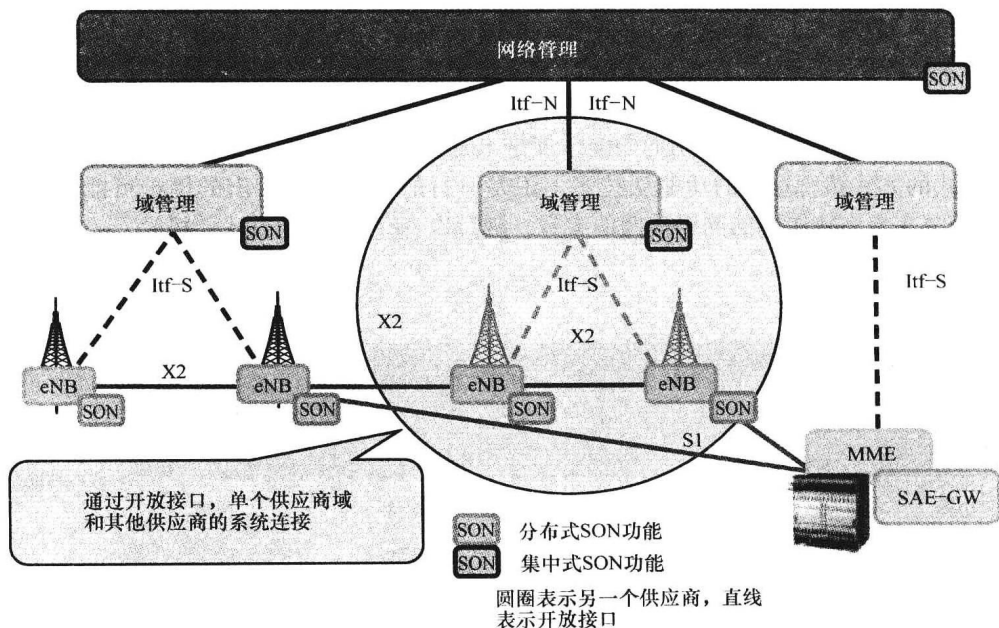 网络管理
SON
Itf-N
Itf-N
域管理
SON
域管理
SON
域管理
Itf-S
Itf-S
Itf-S
X2
X2
X2
eNB
SON
eNB
SON
eNB
SON
eNB
SON
S1
MME
SAE-GW
通过开放接口，单个供应商域
和其他供应商的系统连接
SON 分布式SON功能
SON 集中式SON功能
圆圈表示另一个供应商，直线
表示开放接口